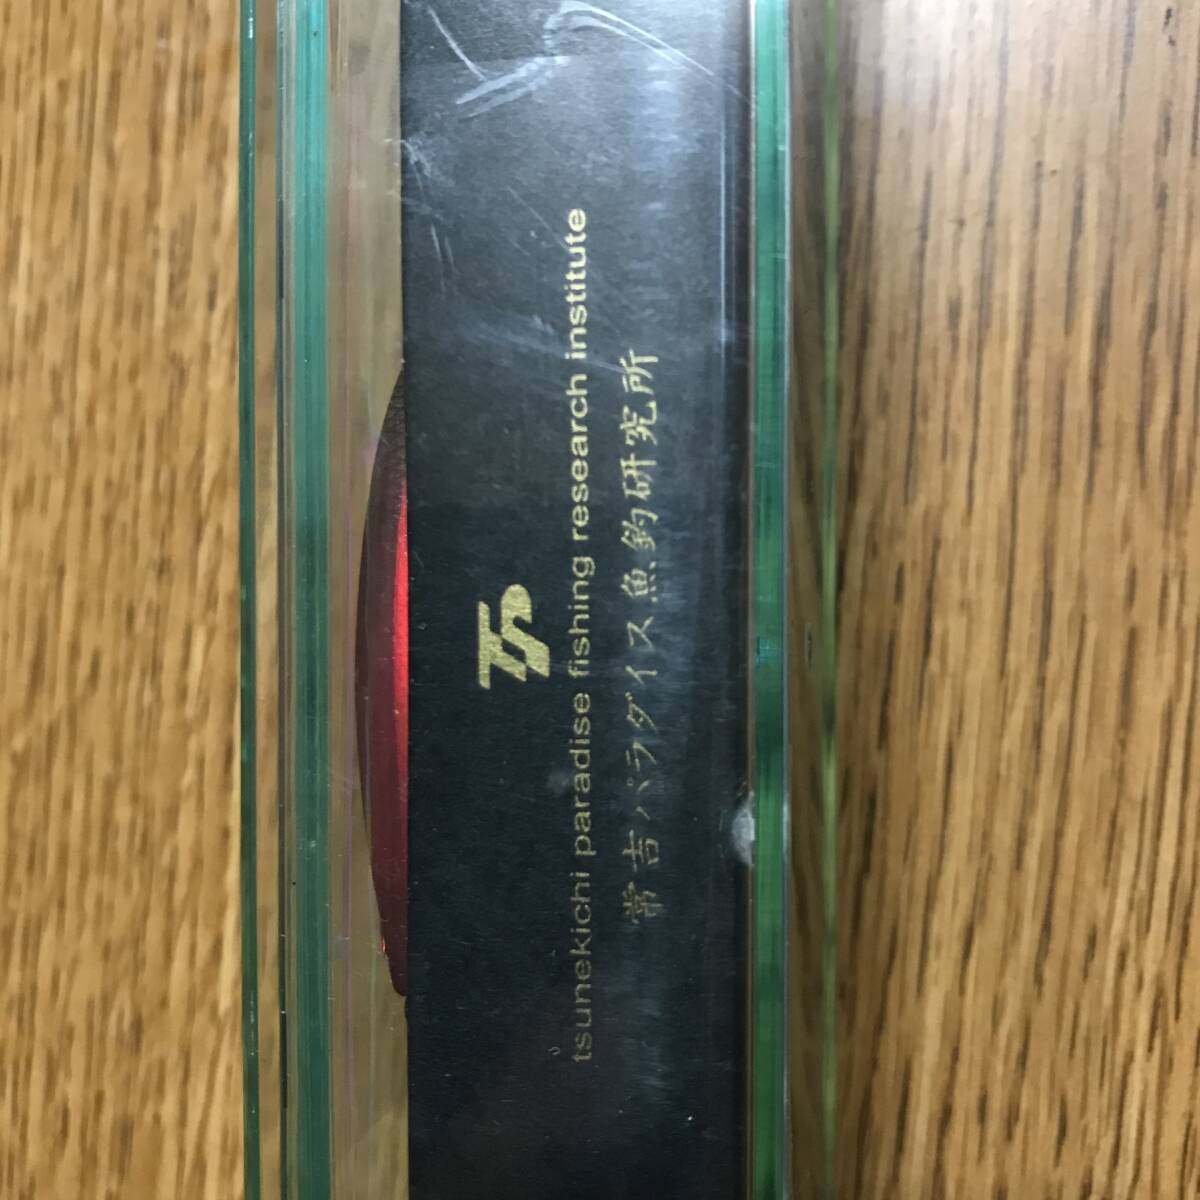 TP
tsunekichi paradise fishing research institute
常吉パラダイス魚釣研究所